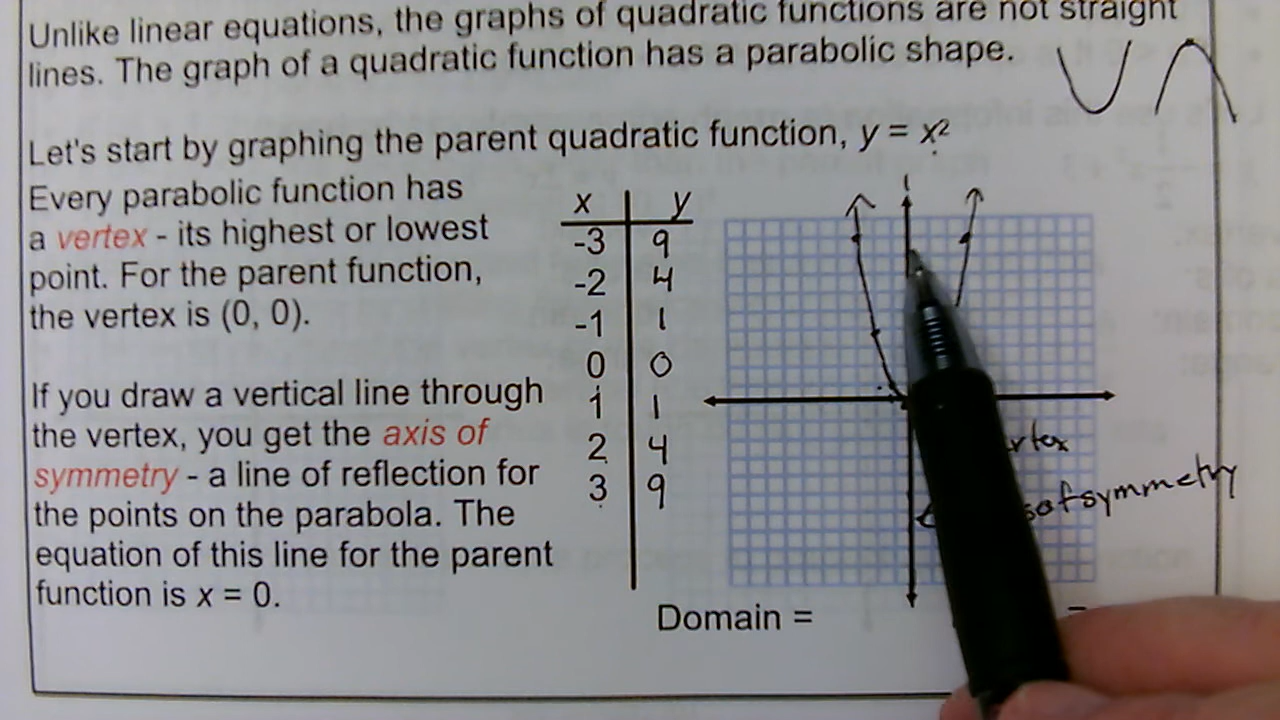 Unlike linear equations, the graphs of quadratic functions are not straight
lines. The graph of a quadratic function has a parabolic shape.
Let's start by graphing the parent quadratic function, y = x²
Every parabolic function has
a vertex - its highest or lowest
point. For the parent function,
the vertex is (0, 0).
If you draw a vertical line through
the vertex, you get the axis of
symmetry - a line of reflection for
the points on the parabola. The
equation of this line for the parent
function is x = 0.
x y
-3 9
-2 4
-1 1
0 0
1 1
2 4
3 9
rtex
sofsymmetry
Domain =